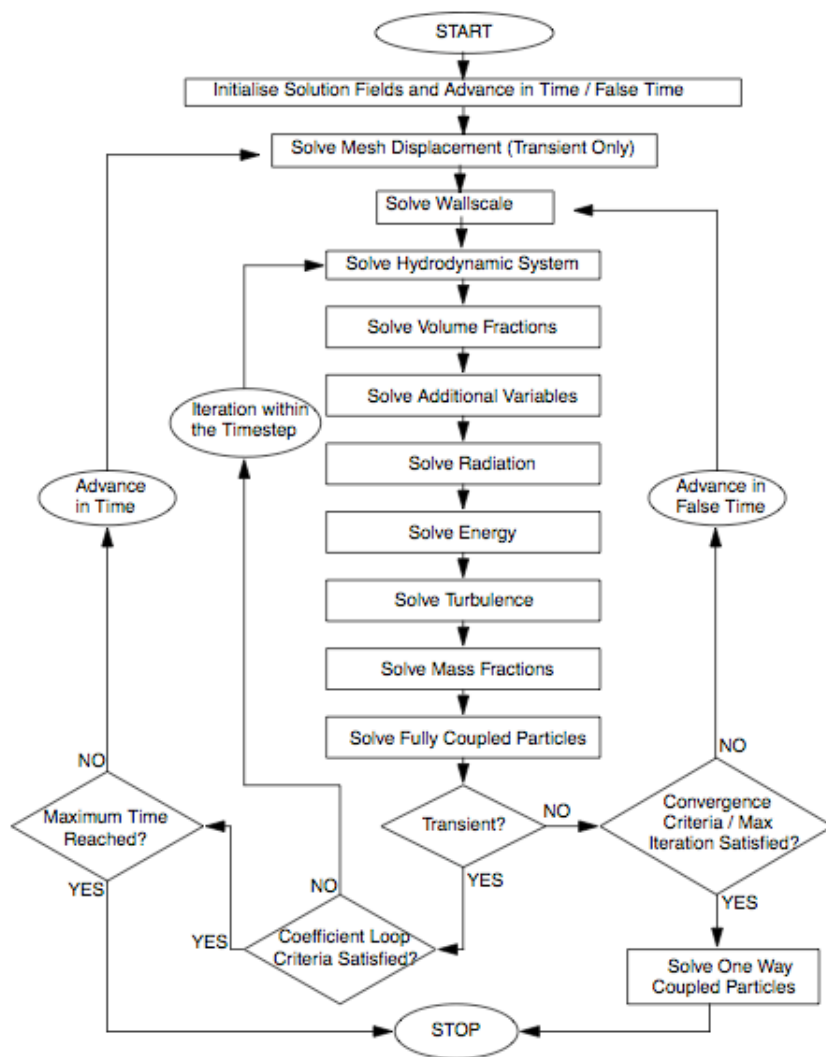 START
Initialise Solution Fields and Advance in Time / False Time
Solve Mesh Displacement (Transient Only)
Solve Wallscale
Solve Hydrodynamic System
Solve Volume Fractions
Iteration within
the Timestep
Solve Additional Variables
Solve Radiation
Advance
in Time
Advance in
False Time
Solve Energy
Solve Turbulence
Solve Mass Fractions
Solve Fully Coupled Particles
NO
NO
Maximum Time
Reached?
Transient?
NO
Convergence
Criteria / Max
Iteration Satisfied?
YES
NO
YES
YES
YES
Coefficient Loop
Criteria Satisfied?
Solve One Way
Coupled Particles
STOP